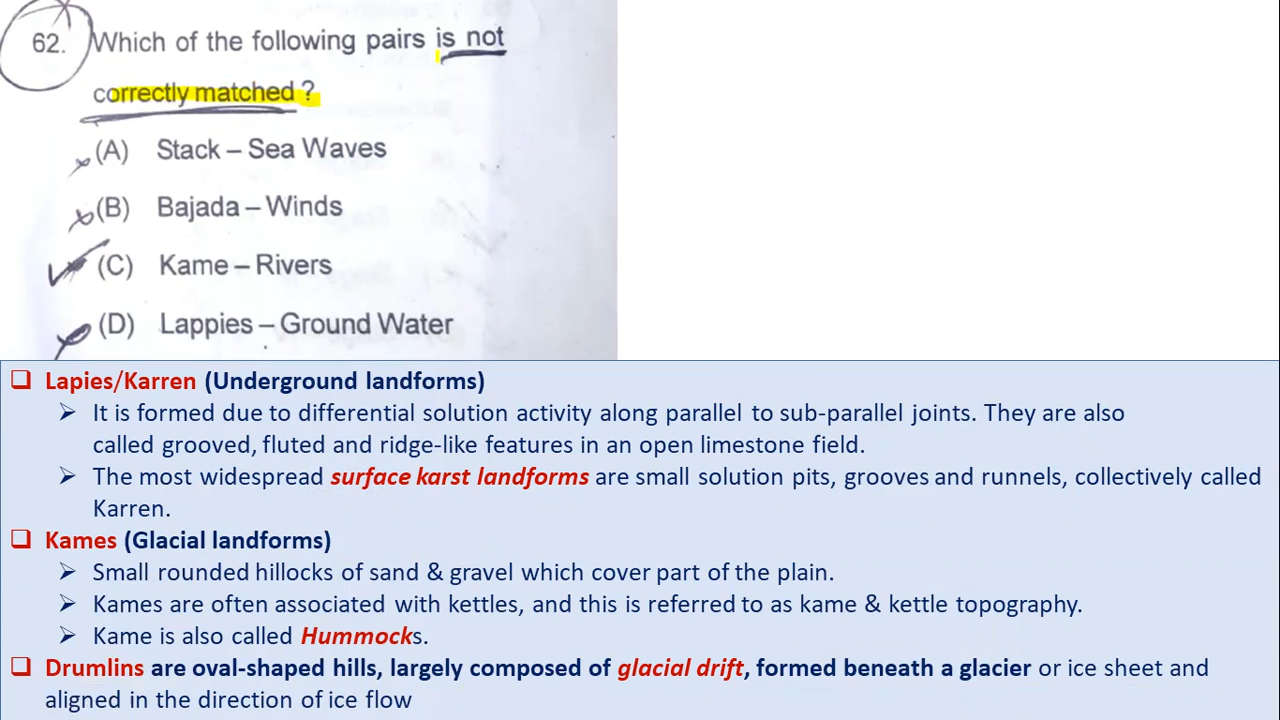 62. Which of the following pairs is not
correctly matched ?
(A) Stack – Sea Waves
(B) Bajada – Winds
(C) Kame – Rivers
(D) Lappies – Ground Water
❑ Lapies/Karren (Underground landforms)
➢ It is formed due to differential solution activity along parallel to sub-parallel joints. They are also
called grooved, fluted and ridge-like features in an open limestone field.
➢ The most widespread surface karst landforms are small solution pits, grooves and runnels, collectively called
Karren.
❑ Kames (Glacial landforms)
➢ Small rounded hillocks of sand & gravel which cover part of the plain.
➢ Kames are often associated with kettles, and this is referred to as kame & kettle topography.
➢ Kame is also called Hummocks.
❑ Drumlins are oval-shaped hills, largely composed of glacial drift, formed beneath a glacier or ice sheet and
aligned in the direction of ice flow